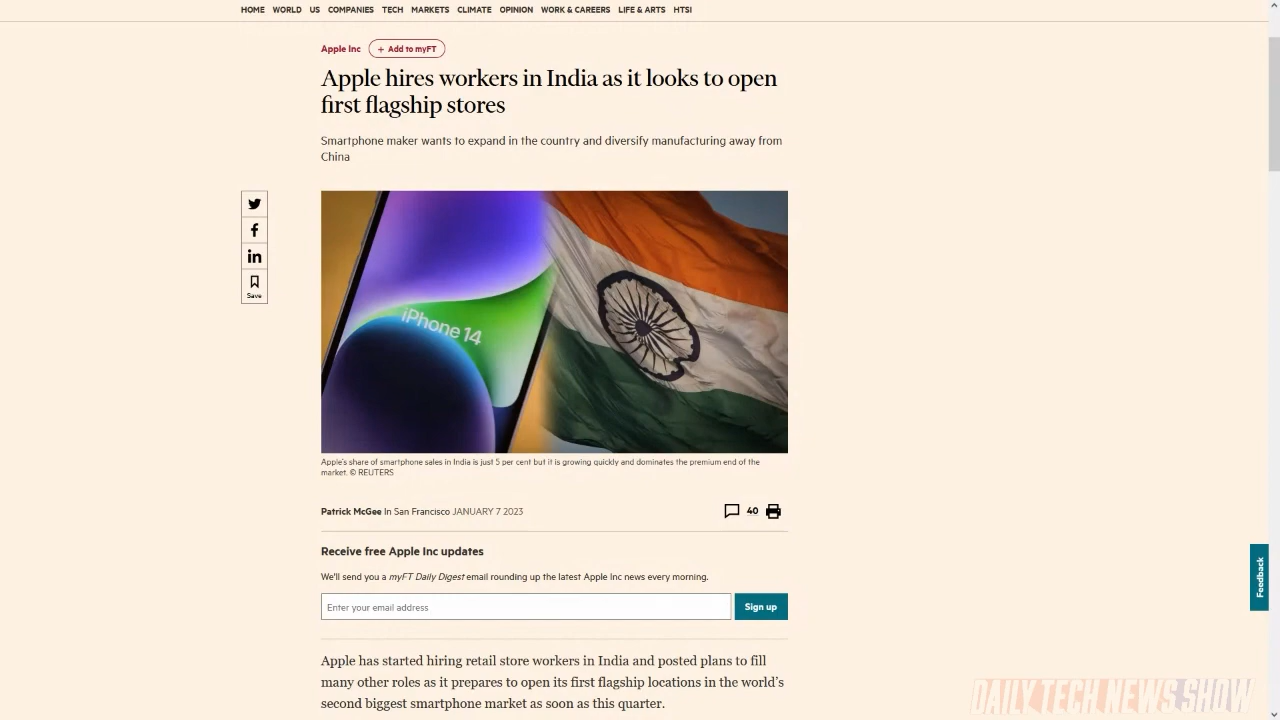 HOME WORLD US COMPANIES TECH MARKETS CLIMATE OPINION WORK & CAREERS LIFE & ARTS HTSI
Apple Inc
+ Add to myFT
Apple hires workers in India as it looks to open
first flagship stores
Smartphone maker wants to expand in the country and diversify manufacturing away from
China
in
Save
iPhone 14
Apple's share of smartphone sales in India is just 5 per cent but it is growing quickly and dominates the premium end of the
market. © REUTERS
Patrick McGee in San Francisco JANUARY 7 2023
40
Receive free Apple Inc updates
We'll send you a myFT Daily Digest email rounding up the latest Apple Inc news every morning.
Enter your email address
Sign up
Feedback
Apple has started hiring retail store workers in India and posted plans to fill
many other roles as it prepares to open its first flagship locations in the world's
second biggest smartphone market as soon as this quarter.
DAILY TECH NEWS SHOW